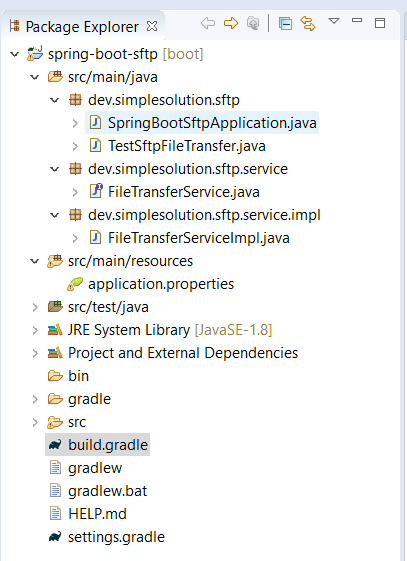 Package Explorer
spring-boot-sftp [boot]
src/main/java
dev.simplesolution.sftp
SpringBootSftpApplication.java
TestSftpFileTransfer.java
dev.simplesolution.sftp.service
FileTransferService.java
dev.simplesolution.sftp.service.impl
FileTransferServiceImpl.java
src/main/resources
application.properties
src/test/java
JRE System Library [JavaSE-1.8]
Project and External Dependencies
bin
gradle
src
build.gradle
gradlew
gradlew.bat
HELP.md
settings.gradle